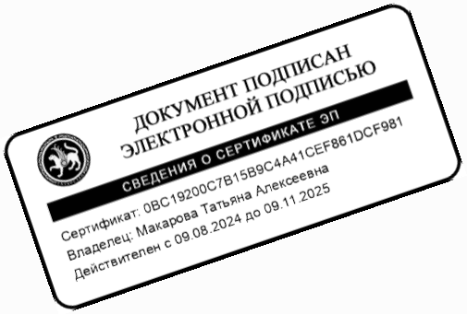 ДОКУМЕНТ ПОДПИСАН
ЭЛЕКТРОННОЙ ПОДПИСЬЮ
СВЕДЕНИЯ О СЕРТИФИКАТЕ ЭП
Сертификат: 0BC19200C7B15B9C4A41CEF861DCF981
Владелец: Макарова Татьяна Алексеевна
Действителен с 09.08.2024 до 09.11.2025